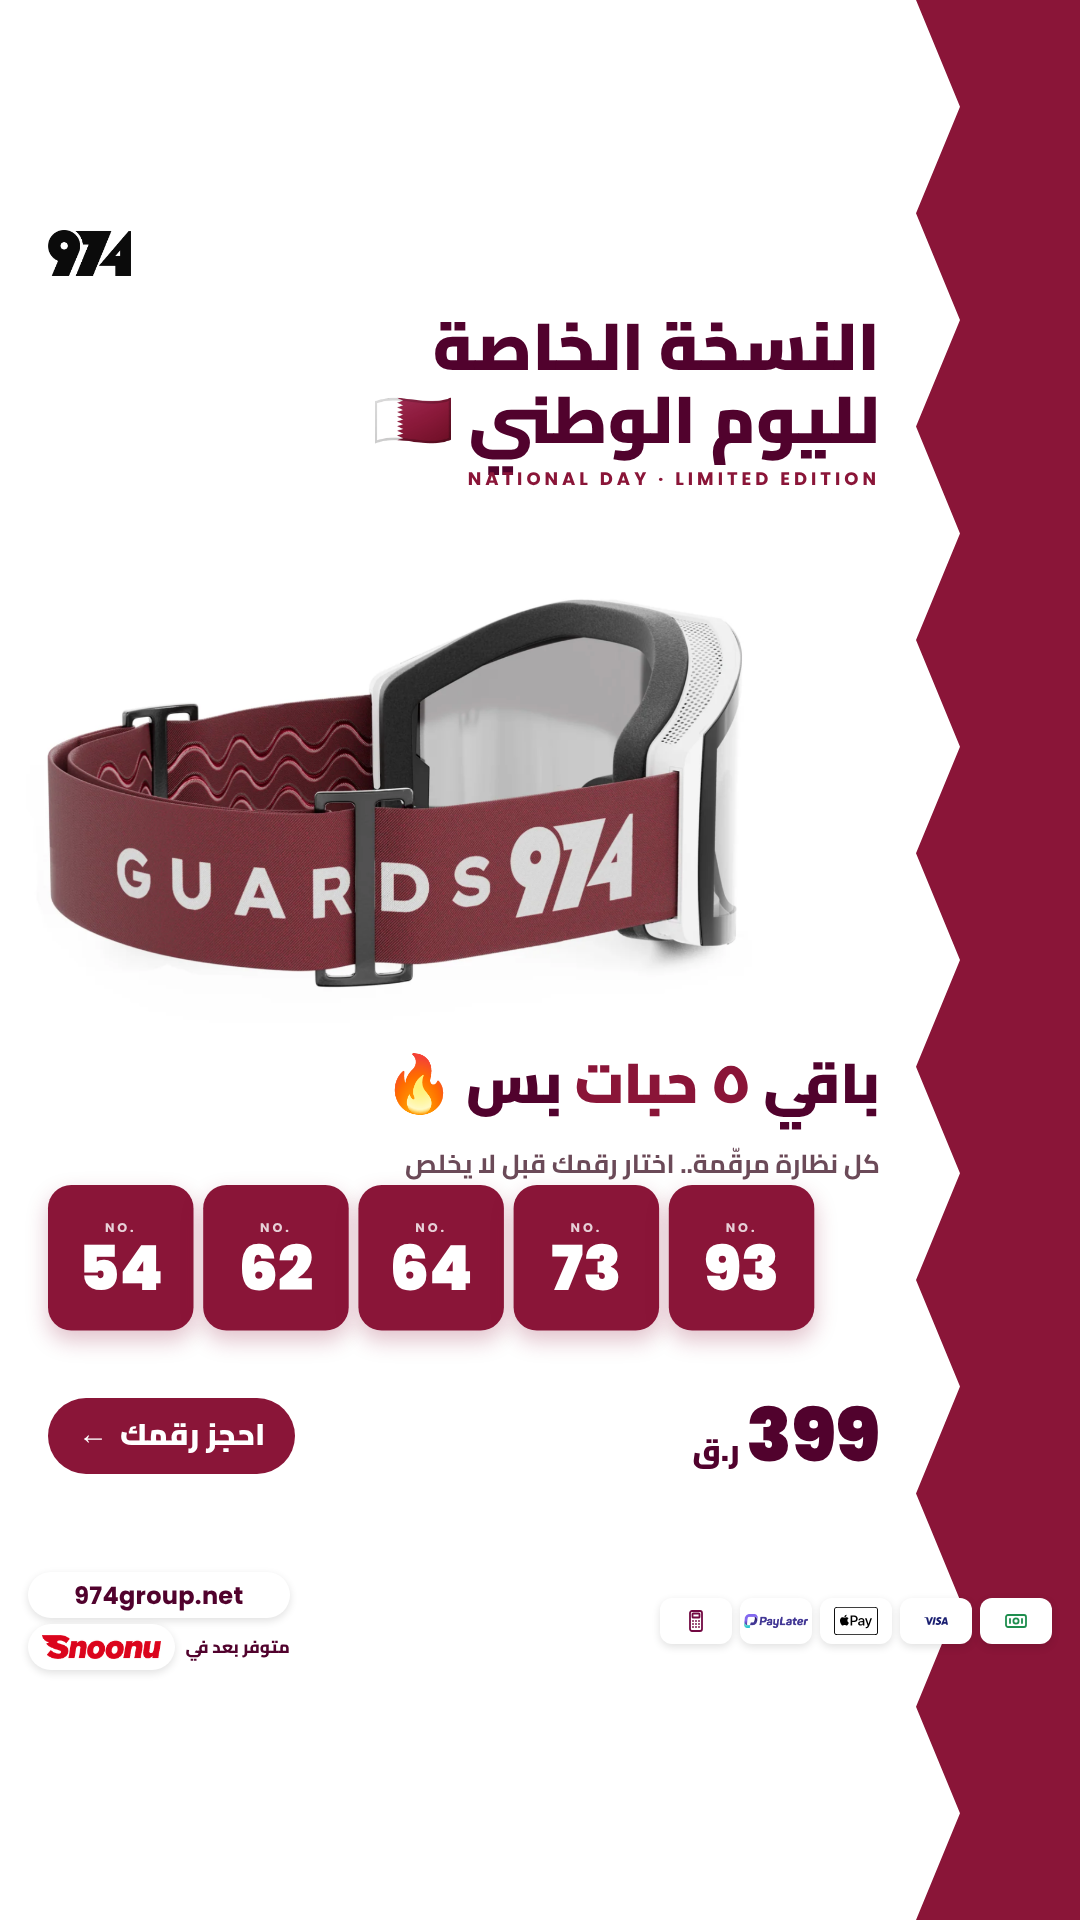 974
النسخة الخاصة
لليوم الوطني 🇶🇦
NATIONAL DAY · LIMITED EDITION
GUARDS 974
باقي ٥ حبات بس 🔥
كل نظارة مرقّمة.. اختار رقمك قبل لا يخلص
NO. NO. NO. NO. NO.
54 62 64 73 93
399 ر.ق
احجز رقمك ←
974group.net
متوفر بعد في Snoonu
PayLater Pay VISA